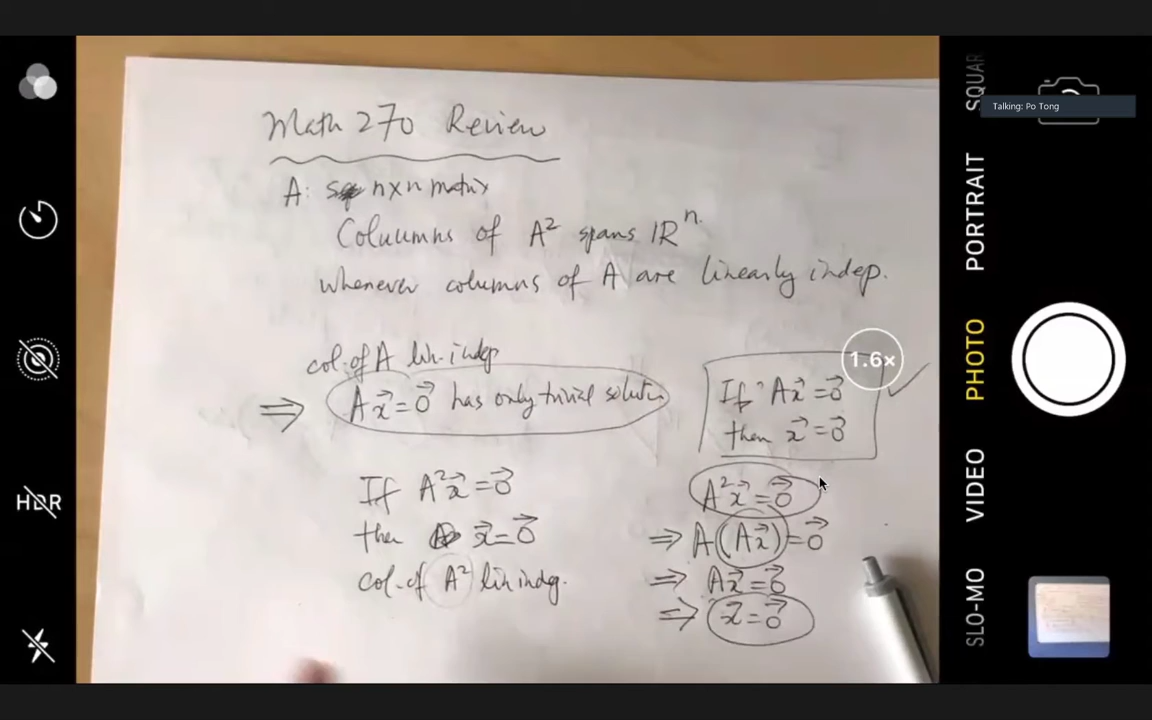 Math 270 Review
A: n×n matrix
Columns of A² spans ℝⁿ
whenever columns of A are linearly indep.
col. of A lin. indep
⇒ Ax⃗=0⃗ has only trivial solution
If Ax⃗=0⃗
then x⃗=0⃗
If A²x⃗=0⃗
then x⃗=0⃗
col. of A² lin indep.
A²x⃗=0⃗
⇒ A(Ax⃗)=0⃗
⇒ Ax⃗=0⃗
⇒ x⃗=0⃗
1.6x
HDR
Talking: Po Tong
SQUAR
PORTRAIT
PHOTO
VIDEO
SLO-MO